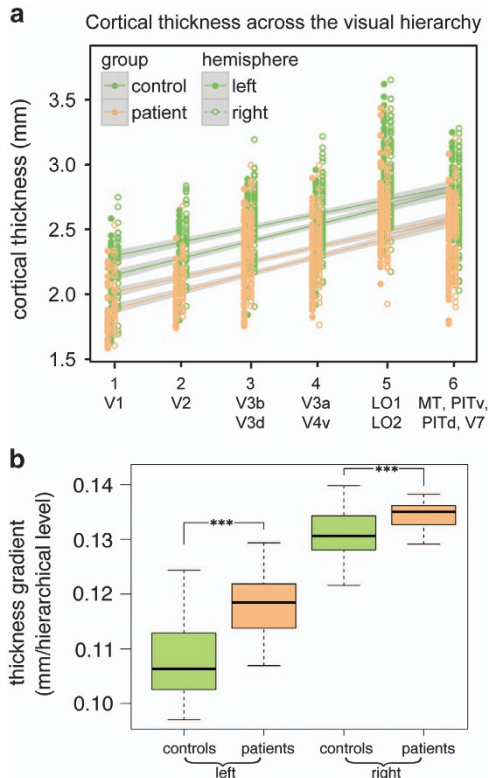 a
Cortical thickness across the visual hierarchy
group
control
patient
hemisphere
left
right
cortical thickness (mm)
3.5
3.0
2.5
2.0
1.5
1 2 3 4 5 6
V1 V2 V3b V3a LO1 MT, PITv,
V3d V4v LO2 PITd, V7
b
thickness gradient
(mm/hierarchical level)
0.14
0.13
0.12
0.11
0.10
***
***
controls patients controls patients
left right